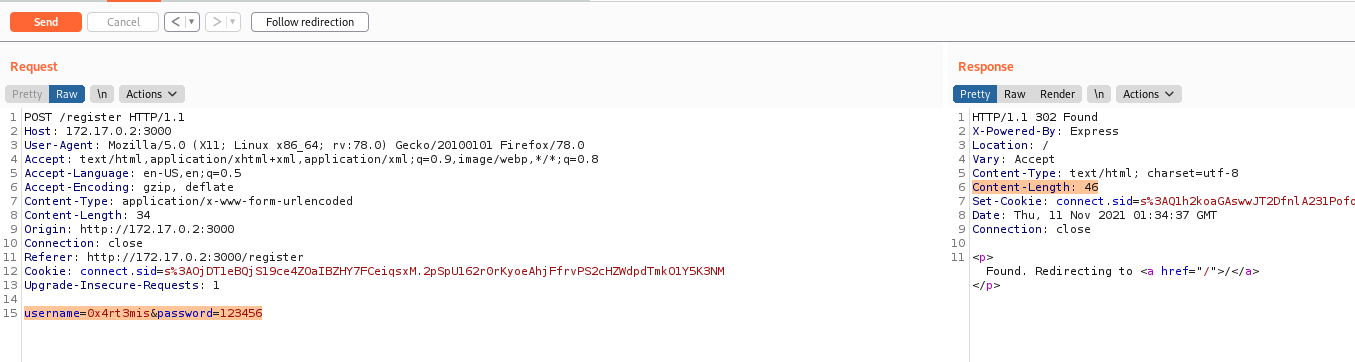 Send Cancel < > Follow redirection
Request
Pretty Raw \n Actions
1 POST /register HTTP/1.1
2 Host: 172.17.0.2:3000
3 User-Agent: Mozilla/5.0 (X11; Linux x86_64; rv:78.0) Gecko/20100101 Firefox/78.0
4 Accept: text/html,application/xhtml+xml,application/xml;q=0.9,image/webp,*/*;q=0.8
5 Accept-Language: en-US,en;q=0.5
6 Accept-Encoding: gzip, deflate
7 Content-Type: application/x-www-form-urlencoded
8 Content-Length: 34
9 Origin: http://172.17.0.2:3000
10 Connection: close
11 Referer: http://172.17.0.2:3000/register
12 Cookie: connect.sid=
13 Upgrade-Insecure-Requests: 1
14
15 username=0x4rt3mis&password=123456
Response
Pretty Raw Render \n Actions
1 HTTP/1.1 302 Found
2 X-Powered-By: Express
3 Location: /
4 Vary: Accept
5 Content-Type: text/html; charset=utf-8
6 Content-Length: 46
7 Set-Cookie: connect.sid=
8 Date: Thu, 11 Nov 2021 01:34:37 GMT
9 Connection: close
10
11 <p>
Found. Redirecting to <a href="/">/</a>
</p>